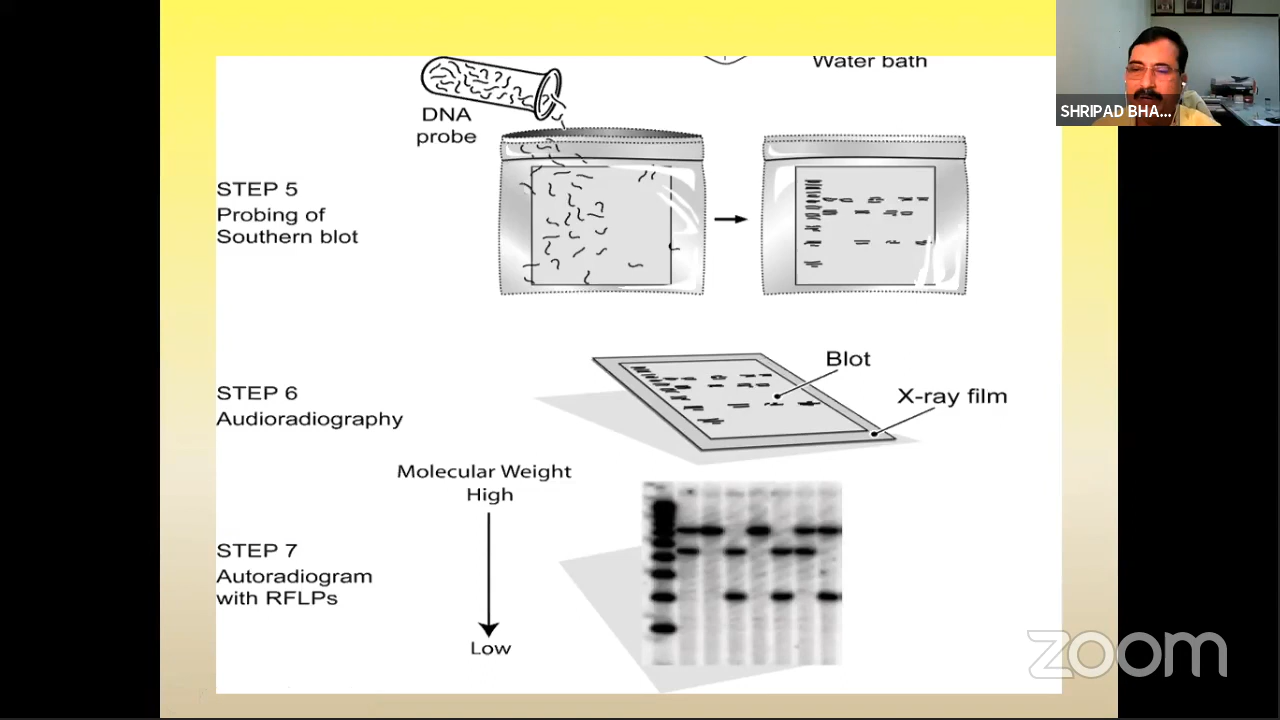 Water bath
DNA
probe
SHRIPAD BHA...
STEP 5
Probing of
Southern blot
STEP 6
Audioradiography
Blot
X-ray film
Molecular Weight
High
STEP 7
Autoradiogram
with RFLPs
Low
zoom